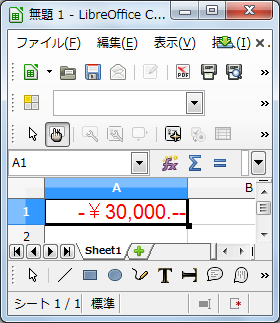 無題 1 - LibreOffice C...
ファイル(F) 編集(E) 表示(V) (I)
PDF
A1
A B
1 -￥30,000.--
2
Sheet1
T
シート 1 / 1 標準